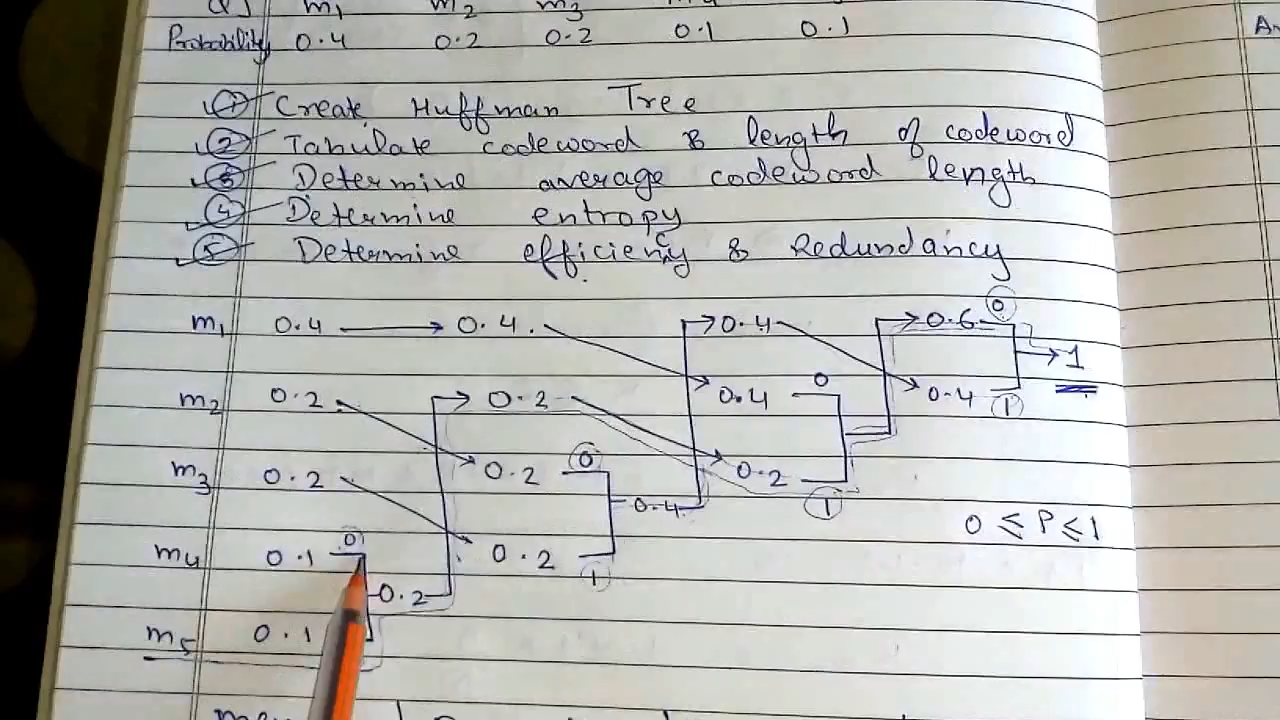 Q] m1 m2 m3
Probability 0.4 0.2 0.2 0.1 0.1
① Create Huffman Tree
② Tabulate codeword & length of codeword
③ Determine average codeword length
④ Determine entropy
⑤ Determine efficiency & Redundancy
m1 0.4 → 0.4. → 0.4 → 0.6 0
→ 1
m2 0.2 → 0.2 0.4 0 0.4 1
m3 0.2 0.2 0 0.2 1
0.4
0 ≤ P ≤ 1
m4 0.1 0 0.2 1
0.2
m5 0.1